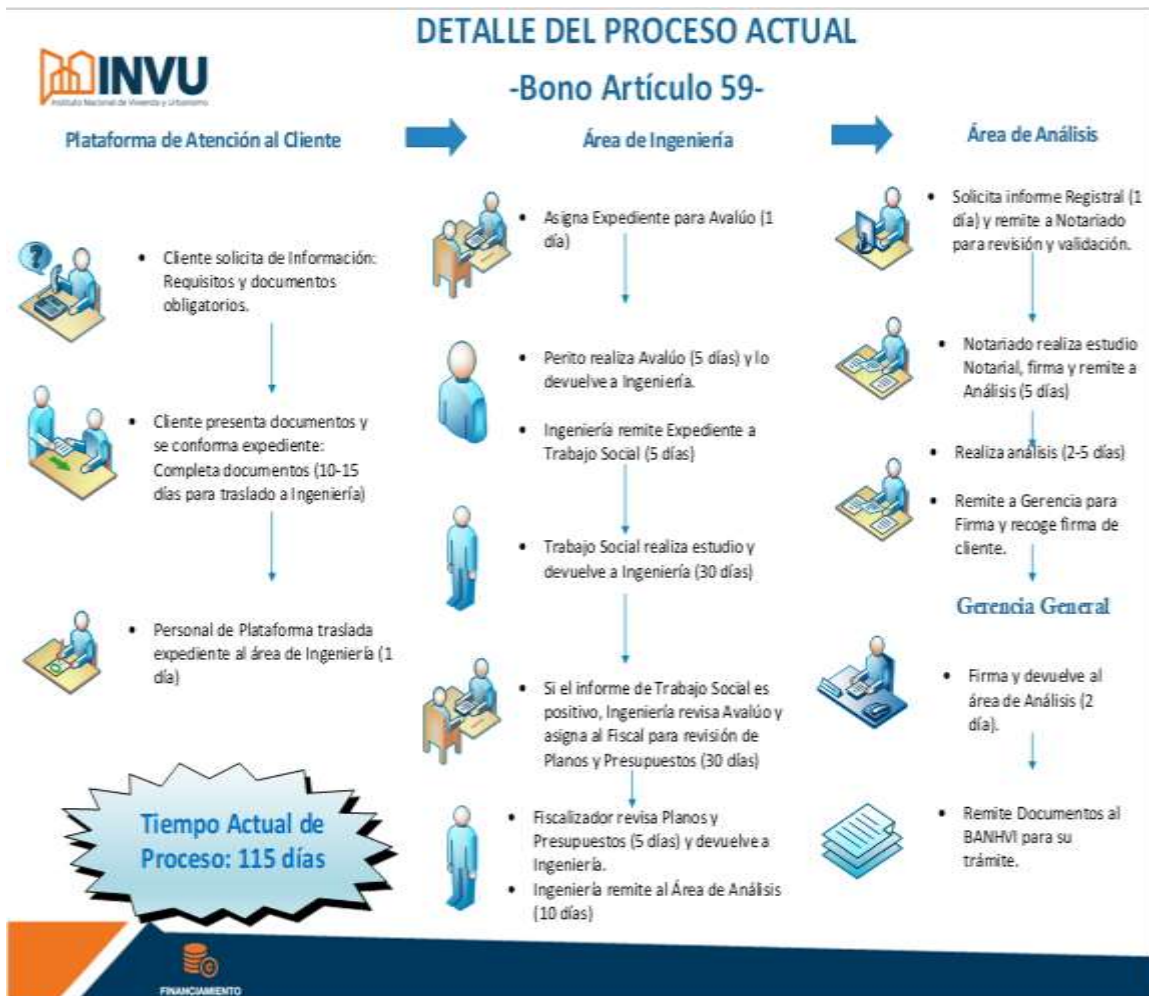 DETALLE DEL PROCESO ACTUAL
-Bono Artículo 59-
INVU
Instituto Nacional de Vivienda y Urbanismo
Plataforma de Atención al Cliente
• Cliente solicita de Información:
Requisitos y documentos
obligatorios.
• Cliente presenta documentos y
se conforma expediente:
Completa documentos (10-15
días para traslado a Ingeniería)
• Personal de Plataforma traslada
expediente al área de Ingeniería (1
día)
Tiempo Actual de
Proceso: 115 días
Área de Ingeniería
• Asigna Expediente para Avalúo (1
día)
• Perito realiza Avalúo (5 días) y lo
devuelve a Ingeniería.
• Ingeniería remite Expediente a
Trabajo Social (5 días)
• Trabajo Social realiza estudio y
devuelve a Ingeniería (30 días)
• Si el informe de Trabajo Social es
positivo, Ingeniería revisa Avalúo y
asigna al Fiscal para revisión de
Planos y Presupuestos (30 días)
• Fiscalizador revisa Planos y
Presupuestos (5 días) y devuelve a
Ingeniería.
• Ingeniería remite al Área de Análisis
(10 días)
Área de Análisis
• Solicita informe Registral (1
día) y remite a Notariado
para revisión y validación.
• Notariado realiza estudio
Notarial, firma y remite a
Análisis (5 días)
• Realiza análisis (2-5 días)
• Remite a Gerencia para
Firma y recoge firma de
cliente.
Gerencia General
• Firma y devuelve al
área de Análisis (2
día).
• Remite Documentos al
BANHVI para su
trámite.
FINANCIAMIENTO